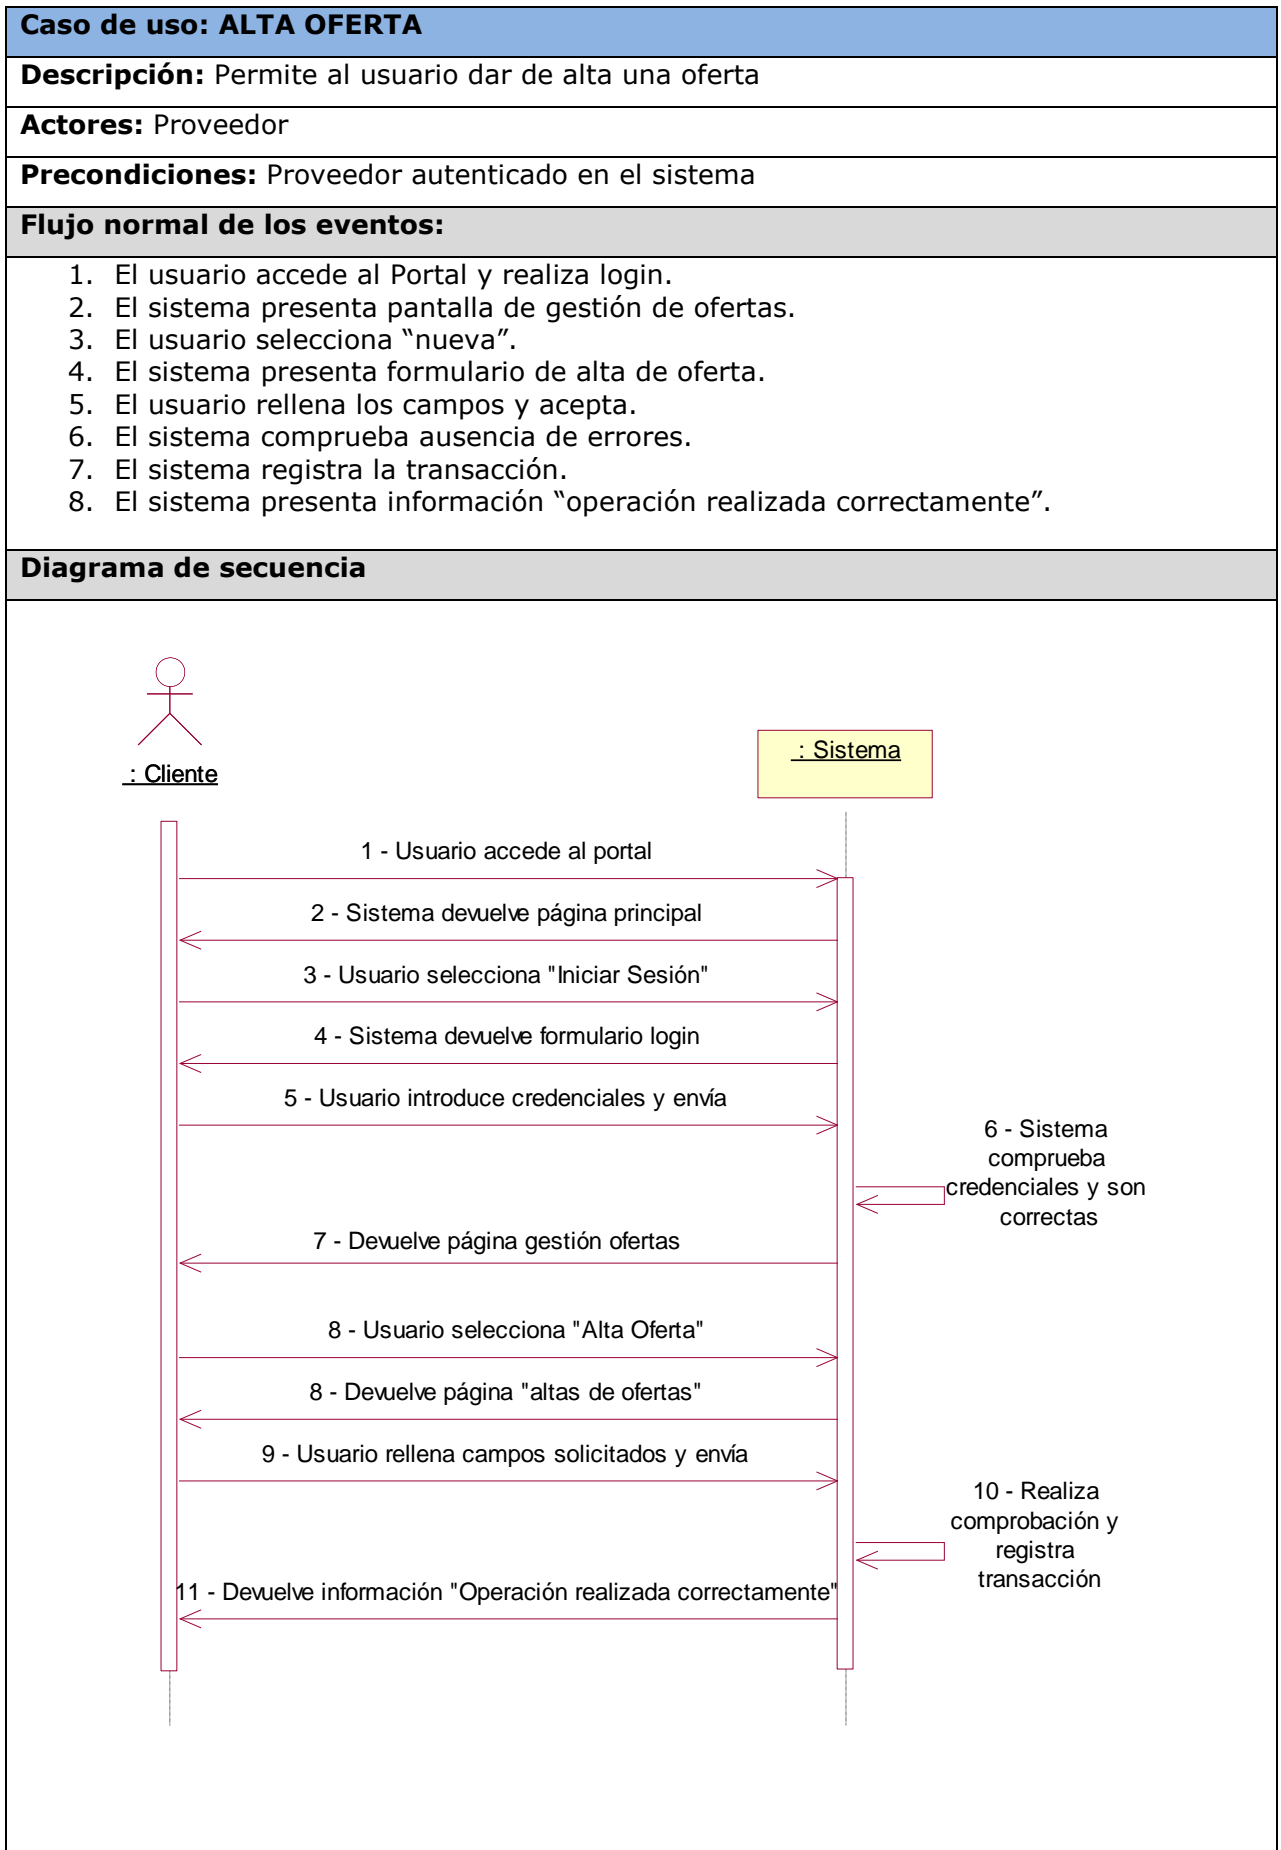 Caso de uso: ALTA OFERTA
Descripción: Permite al usuario dar de alta una oferta
Actores: Proveedor
Precondiciones: Proveedor autenticado en el sistema
Flujo normal de los eventos:
1. El usuario accede al Portal y realiza login.
2. El sistema presenta pantalla de gestión de ofertas.
3. El usuario selecciona “nueva”.
4. El sistema presenta formulario de alta de oferta.
5. El usuario rellena los campos y acepta.
6. El sistema comprueba ausencia de errores.
7. El sistema registra la transacción.
8. El sistema presenta información “operación realizada correctamente”.
Diagrama de secuencia
: Cliente
: Sistema
1 - Usuario accede al portal
2 - Sistema devuelve página principal
3 - Usuario selecciona "Iniciar Sesión"
4 - Sistema devuelve formulario login
5 - Usuario introduce credenciales y envía
6 - Sistema
comprueba
credenciales y son
correctas
7 - Devuelve página gestión ofertas
8 - Usuario selecciona "Alta Oferta"
8 - Devuelve página "altas de ofertas"
9 - Usuario rellena campos solicitados y envía
10 - Realiza
comprobación y
registra
transacción
11 - Devuelve información "Operación realizada correctamente"